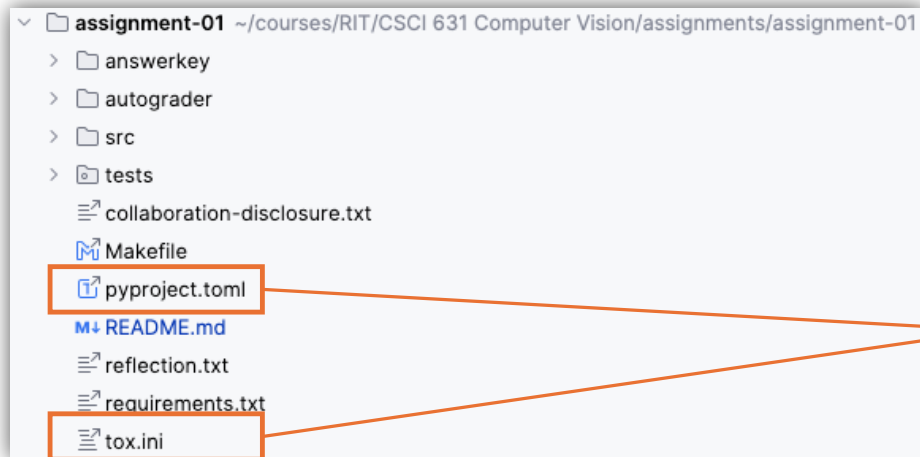 assignment-01 ~/courses/RIT/CSCI 631 Computer Vision/assignments/assignment-01
answerkey
autograder
src
tests
collaboration-disclosure.txt
Makefile
pyproject.toml
M↓ README.md
reflection.txt
requirements.txt
tox.ini